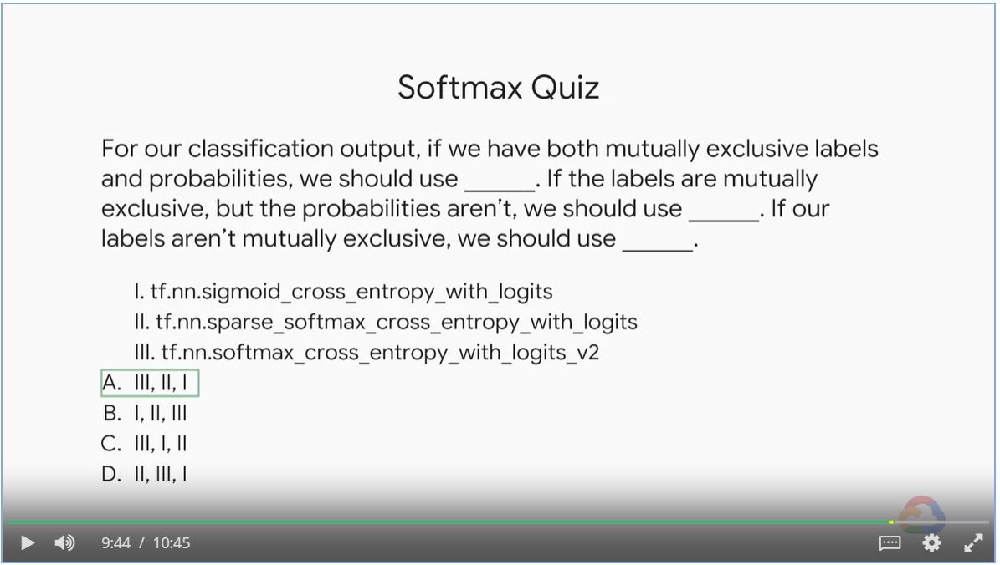 Softmax Quiz
For our classification output, if we have both mutually exclusive labels
and probabilities, we should use ______. If the labels are mutually
exclusive, but the probabilities aren’t, we should use ______. If our
labels aren’t mutually exclusive, we should use ______.
I. tf.nn.sigmoid_cross_entropy_with_logits
II. tf.nn.sparse_softmax_cross_entropy_with_logits
III. tf.nn.softmax_cross_entropy_with_logits_v2
A. III, II, I
B. I, II, III
C. III, I, II
D. II, III, I
9:44 / 10:45